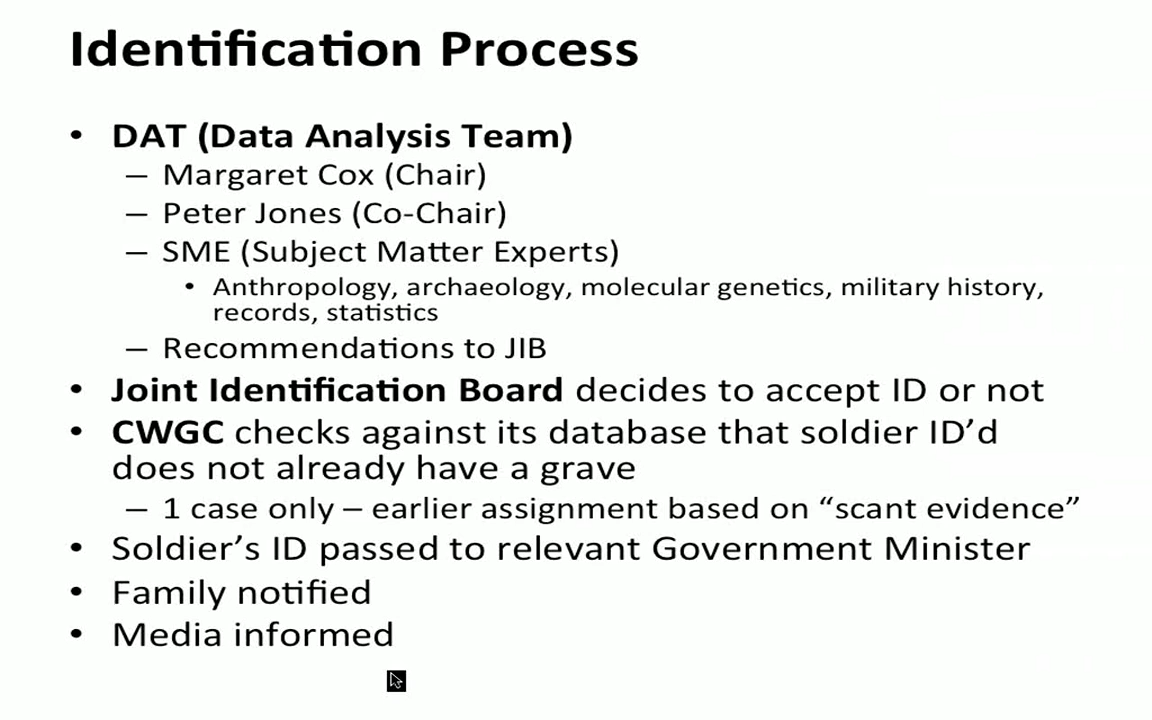 Identification Process
• DAT (Data Analysis Team)
– Margaret Cox (Chair)
– Peter Jones (Co-Chair)
– SME (Subject Matter Experts)
• Anthropology, archaeology, molecular genetics, military history,
records, statistics
– Recommendations to JIB
• Joint Identification Board decides to accept ID or not
• CWGC checks against its database that soldier ID’d
does not already have a grave
– 1 case only – earlier assignment based on “scant evidence”
• Soldier’s ID passed to relevant Government Minister
• Family notified
• Media informed